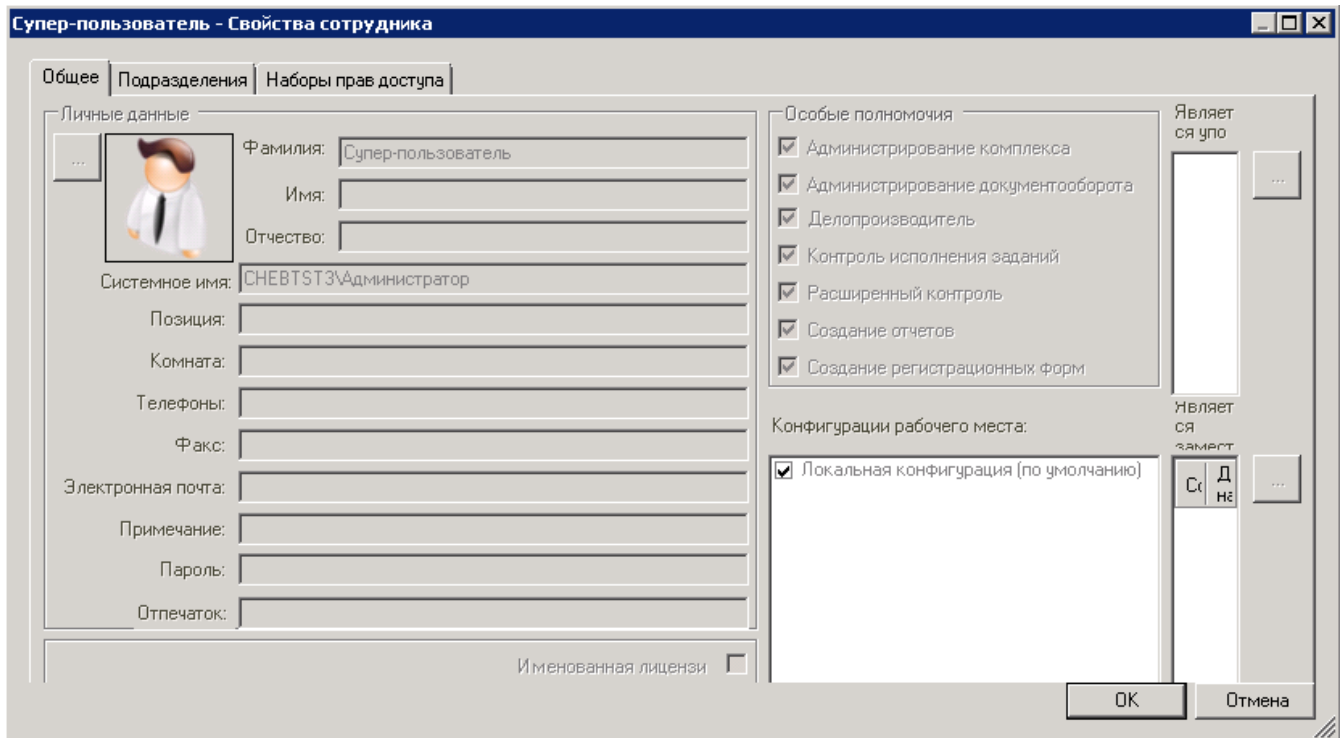 Супер-пользователь - Свойства сотрудника
Общее
Подразделения
Наборы прав доступа
Личные данные
...
Фамилия:
Супер-пользователь
Имя:
Отчество:
Системное имя:
CHEBTST3\Администратор
Позиция:
Комната:
Телефоны:
Факс:
Электронная почта:
Примечание:
Пароль:
Отпечаток:
Именованная лицензи
Особые полномочия
Администрирование комплекса
Администрирование документооборота
Делопроизводитель
Контроль исполнения заданий
Расширенный контроль
Создание отчетов
Создание регистрационных форм
Конфигурации рабочего места:
Локальная конфигурация (по умолчанию)
Являет
ся упо
...
Являет
ся
замест
Д
на
...
OK
Отмена